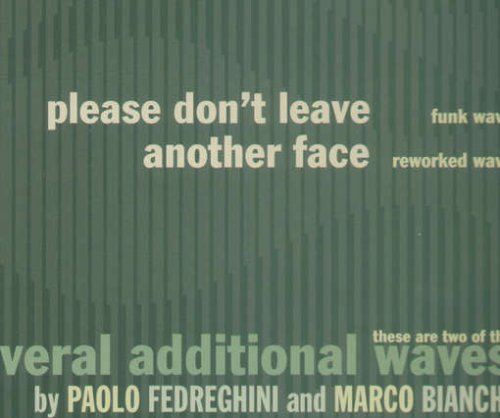 please don't leave funk wav
another face reworked wav
these are two of th
veral additional waves
by PAOLO FEDREGHINI and MARCO BIANC